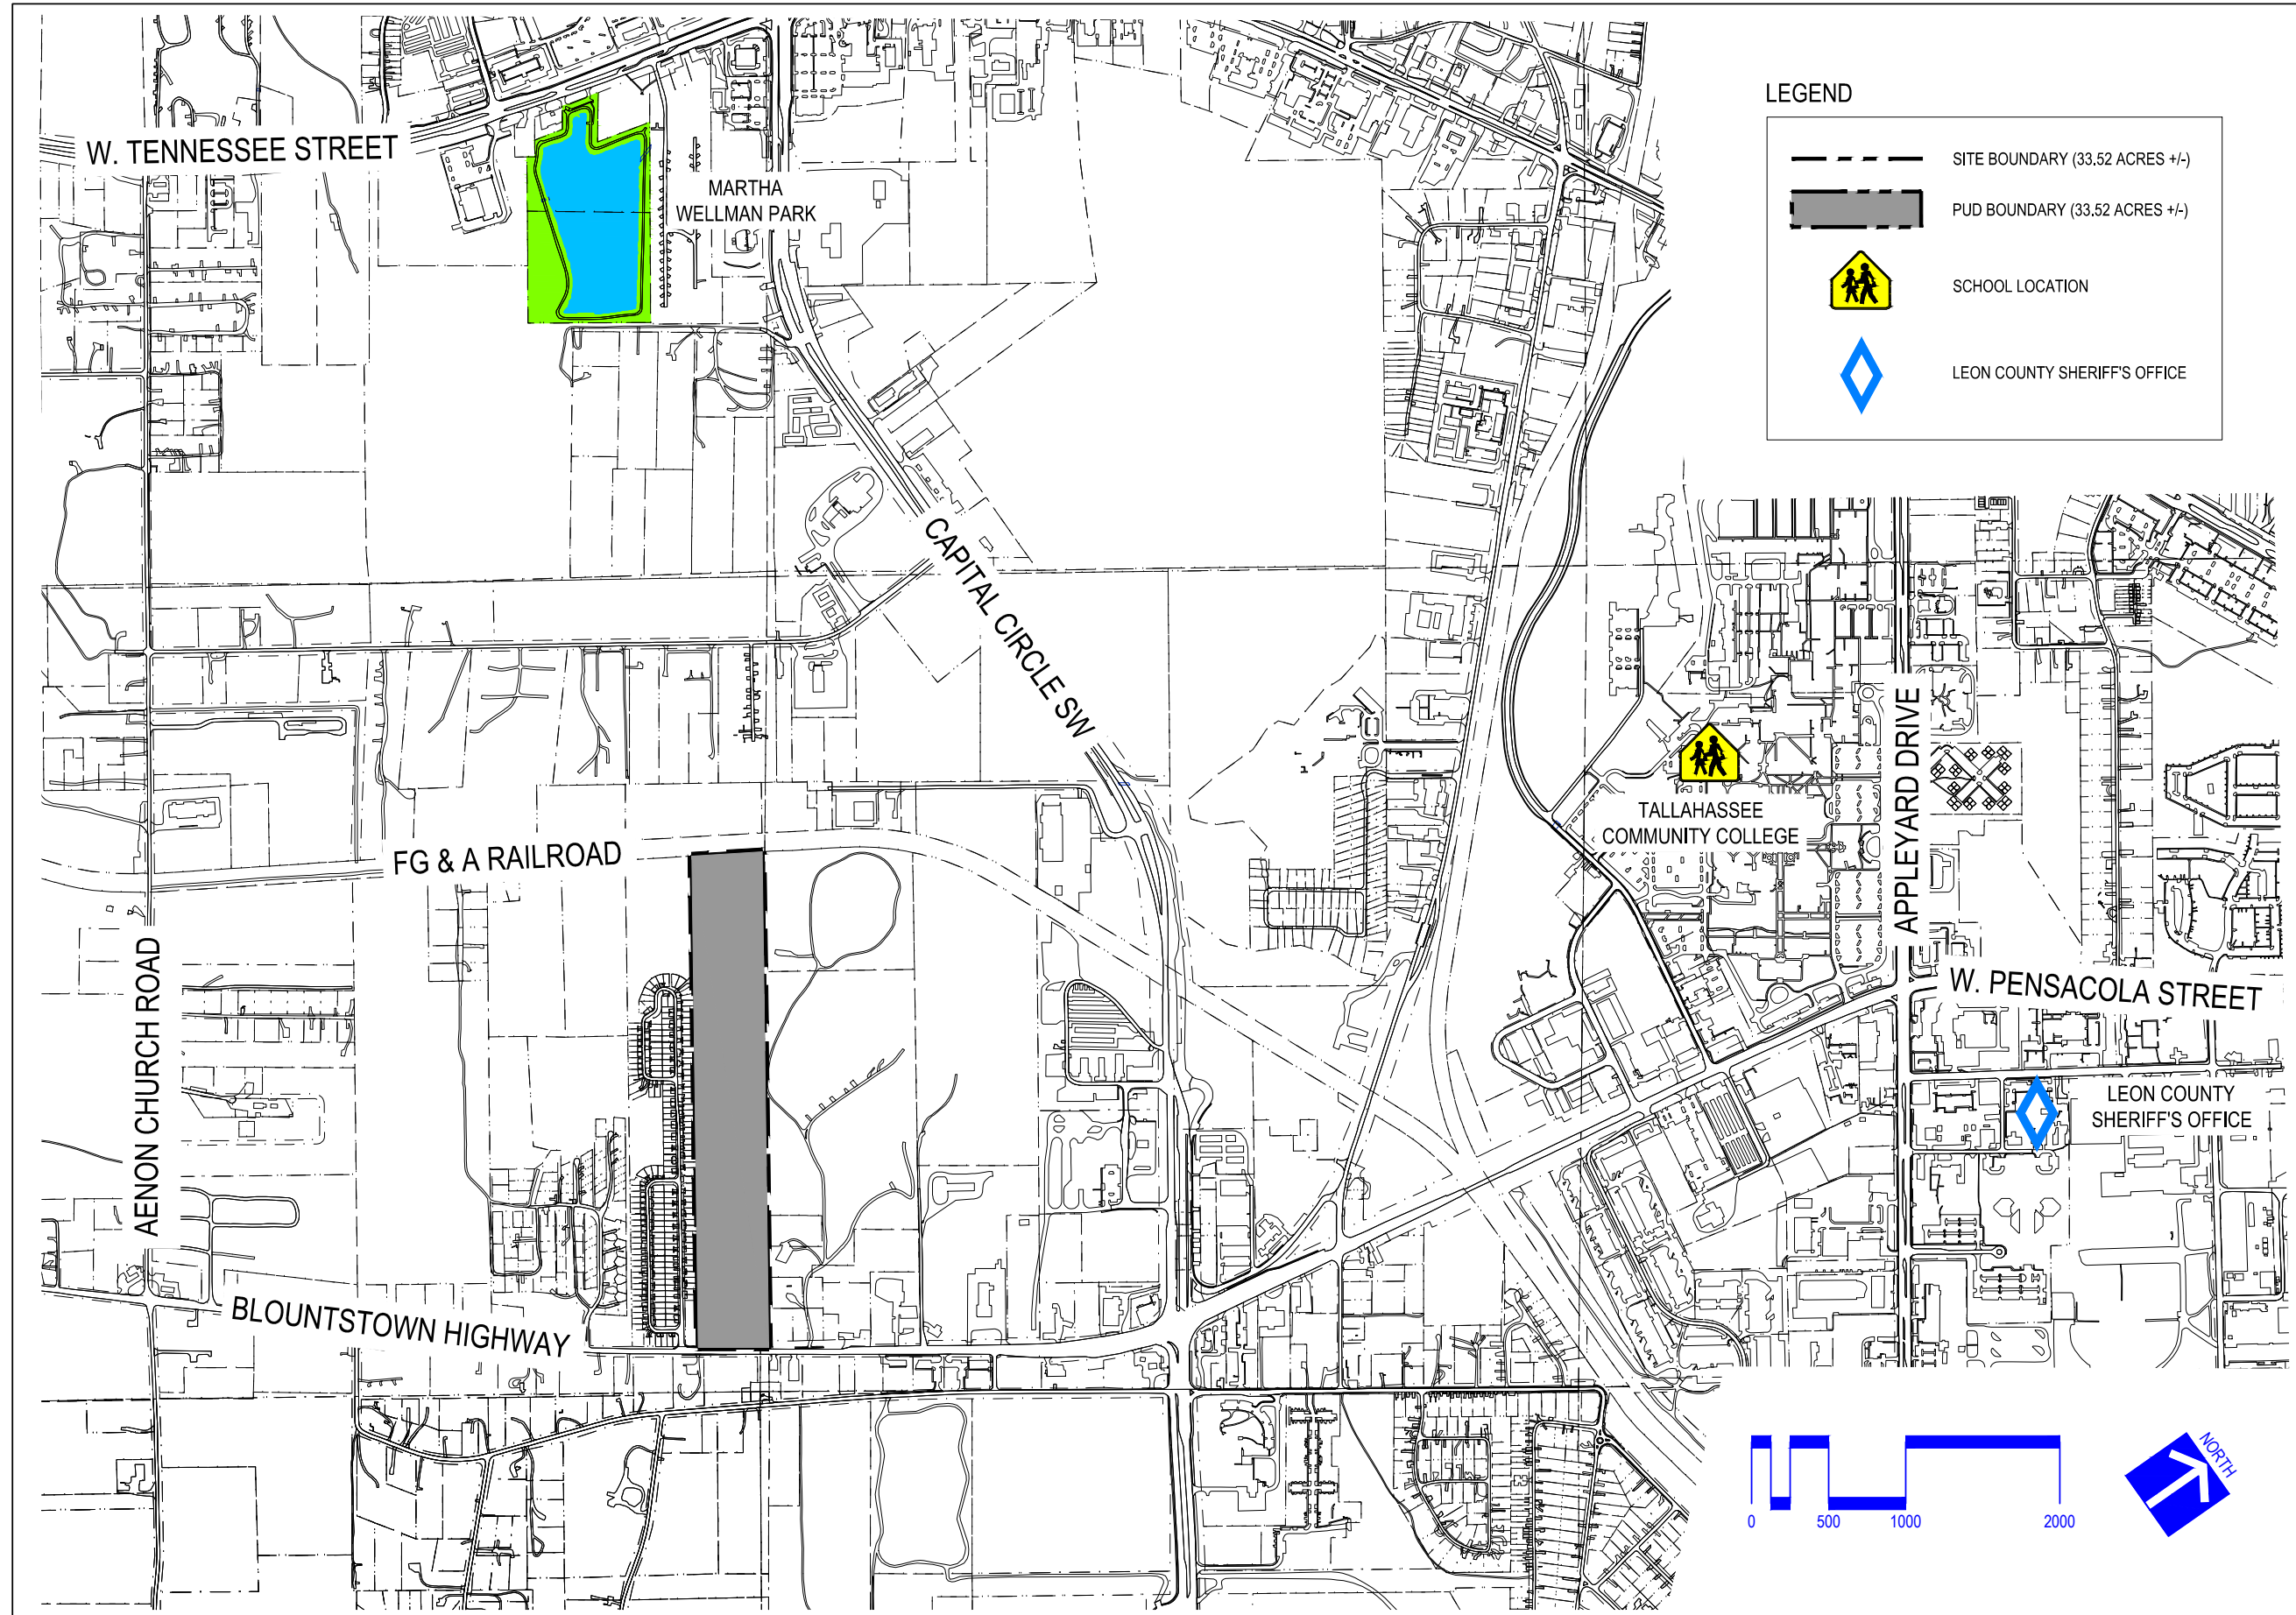 LEGEND
SITE BOUNDARY (33.52 ACRES +/-)
PUD BOUNDARY (33.52 ACRES +/-)
SCHOOL LOCATION
LEON COUNTY SHERIFF'S OFFICE
W. TENNESSEE STREET
MARTHA
WELLMAN PARK
CAPITAL CIRCLE SW
APPLEYARD DRIVE
TALLAHASSEE
COMMUNITY COLLEGE
FG & A RAILROAD
AENON CHURCH ROAD
W. PENSACOLA STREET
LEON COUNTY
SHERIFF'S OFFICE
BLOUNTSTOWN HIGHWAY
NORTH
0 500 1000 2000